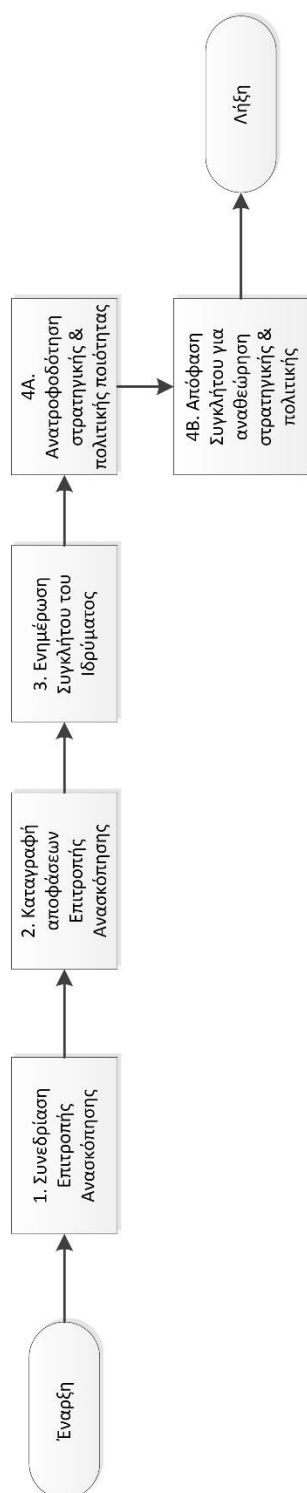 Έναρξη
1. Συνεδρίαση
Επιτροπής
Ανασκόπησης
2. Καταγραφή
αποφάσεων
Επιτροπής
Ανασκόπησης
3. Ενημέρωση
Συγκλήτου του
Ιδρύματος
4Α.
Ανατροφοδότηση
στρατηγικής &
πολιτικής ποιότητας
4Β. Απόφαση
Συγκλήτου για
αναθεώρηση
στρατηγικής &
πολιτικής
Λήξη